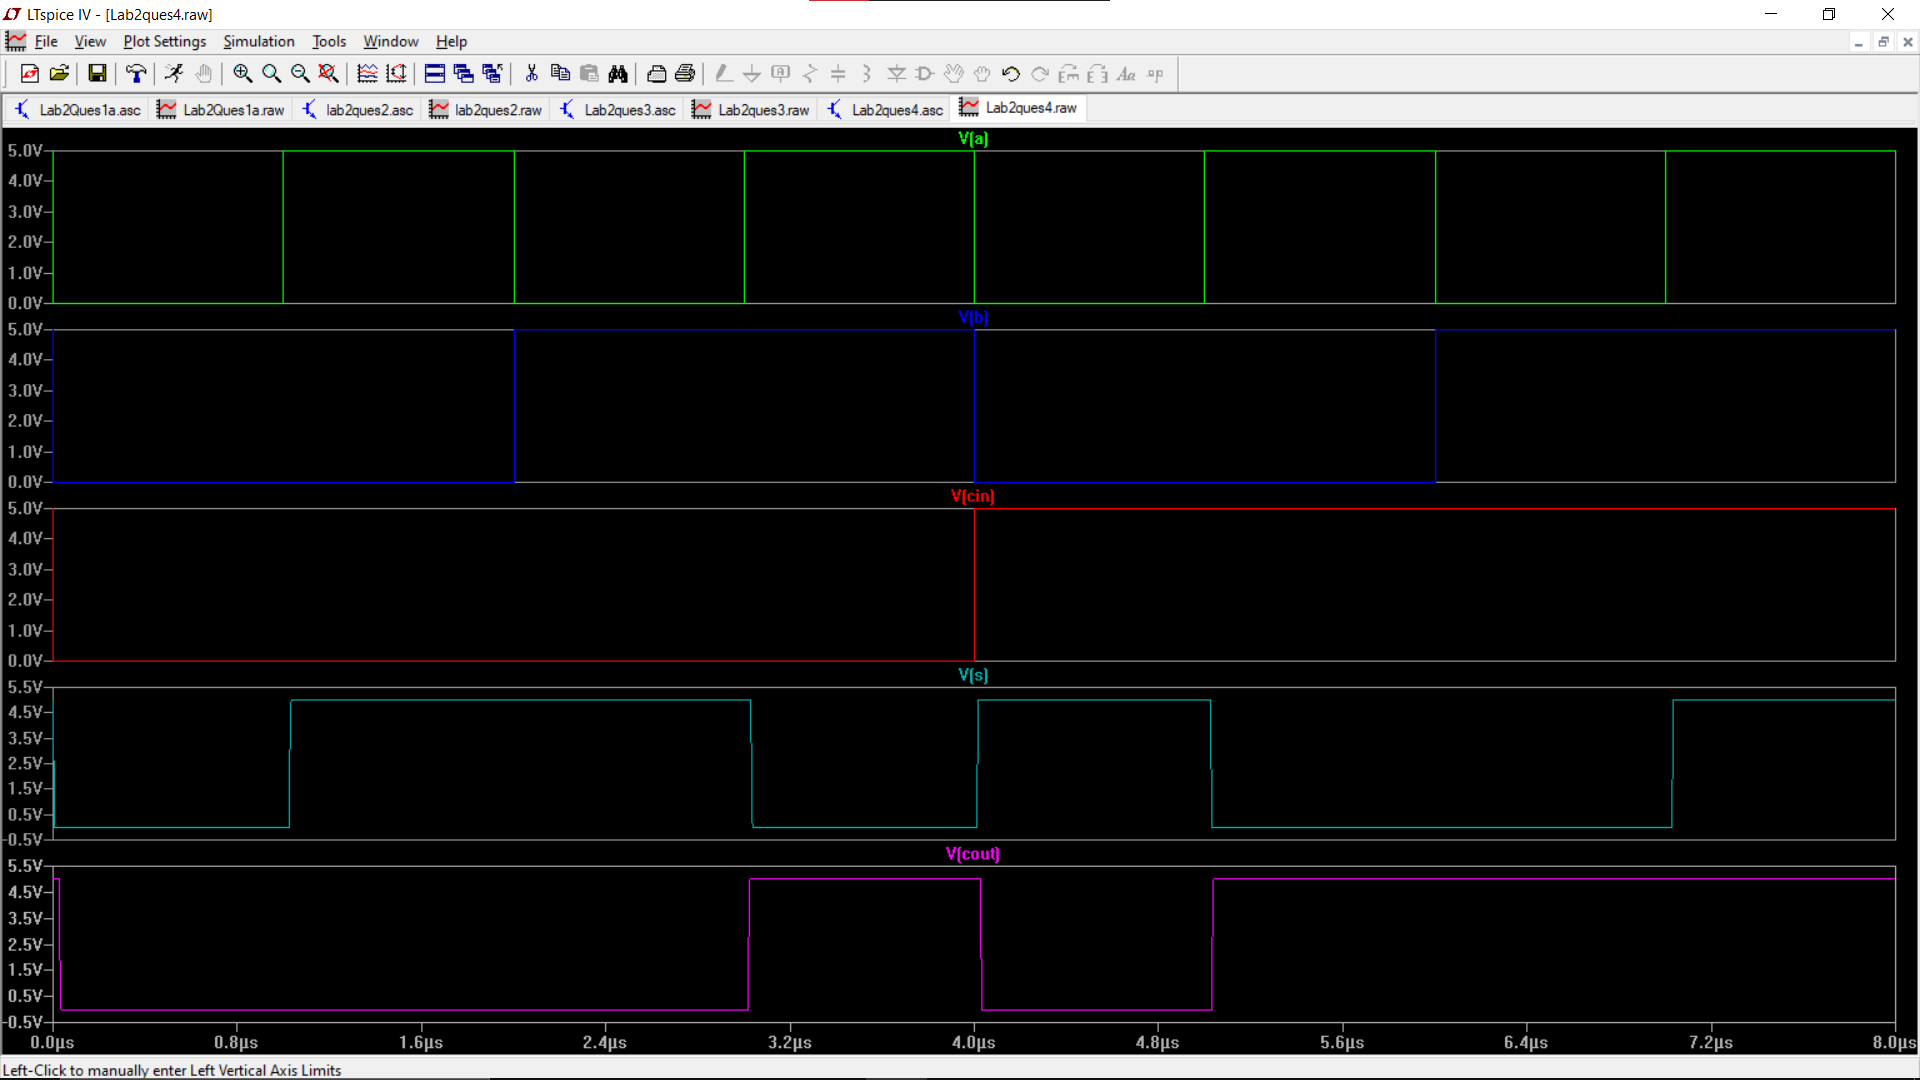 LTspice IV - [Lab2ques4.raw]
File View Plot Settings Simulation Tools Window Help
Lab2Ques1a.asc Lab2Ques1a.raw lab2ques2.asc lab2ques2.raw Lab2ques3.asc Lab2ques3.raw Lab2ques4.asc Lab2ques4.raw
V(a)
5.0V
4.0V
3.0V
2.0V
1.0V
0.0V
V(b)
5.0V
4.0V
3.0V
2.0V
1.0V
0.0V
V(cin)
5.0V
4.0V
3.0V
2.0V
1.0V
0.0V
V(s)
5.5V
4.5V
3.5V
2.5V
1.5V
0.5V
-0.5V
V(cout)
5.5V
4.5V
3.5V
2.5V
1.5V
0.5V
-0.5V
0.0µs 0.8µs 1.6µs 2.4µs 3.2µs 4.0µs 4.8µs 5.6µs 6.4µs 7.2µs 8.0µs
Left-Click to manually enter Left Vertical Axis Limits